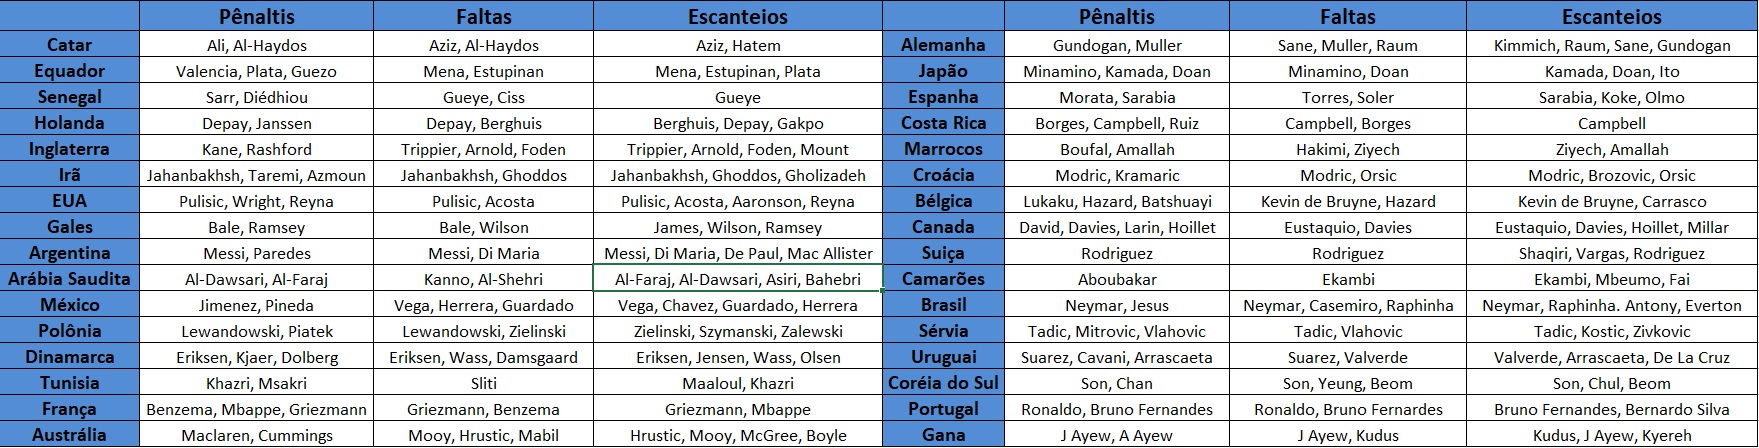 Pênaltis Faltas Escanteios Pênaltis Faltas Escanteios
Catar Ali, Al-Haydos Aziz, Al-Haydos Aziz, Hatem Alemanha Gundogan, Muller Sane, Muller, Raum Kimmich, Raum, Sane, Gundogan
Equador Valencia, Plata, Guezo Mena, Estupinan Mena, Estupinan, Plata Japão Minamino, Kamada, Doan Minamino, Doan Kamada, Doan, Ito
Senegal Sarr, Diédhiou Gueye, Ciss Gueye Espanha Morata, Sarabia Torres, Soler Sarabia, Koke, Olmo
Holanda Depay, Janssen Depay, Berghuis Berghuis, Depay, Gakpo Costa Rica Borges, Campbell, Ruiz Campbell, Borges Campbell
Inglaterra Kane, Rashford Trippier, Arnold, Foden Trippier, Arnold, Foden, Mount Marrocos Boufal, Amallah Hakimi, Ziyech Ziyech, Amallah
Irã Jahanbakhsh, Taremi, Azmoun Jahanbakhsh, Ghoddos Jahanbakhsh, Ghoddos, Gholizadeh Croácia Modric, Kramaric Modric, Orsic Modric, Brozovic, Orsic
EUA Pulisic, Wright, Reyna Pulisic, Acosta Pulisic, Acosta, Aaronson, Reyna Bélgica Lukaku, Hazard, Batshuayi Kevin de Bruyne, Hazard Kevin de Bruyne, Carrasco
Gales Bale, Ramsey Bale, Wilson James, Wilson, Ramsey Canada David, Davies, Larin, Hoillet Eustaquio, Davies Eustaquio, Davies, Hoillet, Millar
Argentina Messi, Paredes Messi, Di Maria Messi, Di Maria, De Paul, Mac Allister Suiça Rodriguez Rodriguez Shaqiri, Vargas, Rodriguez
Arábia Saudita Al-Dawsari, Al-Faraj Kanno, Al-Shehri Al-Faraj, Al-Dawsari, Asiri, Bahebri Camarões Aboubakar Ekambi Ekambi, Mbeumo, Fai
México Jimenez, Pineda Vega, Herrera, Guardado Vega, Chavez, Guardado, Herrera Brasil Neymar, Jesus Neymar, Casemiro, Raphinha Neymar, Raphinha. Antony, Everton
Polônia Lewandowski, Piatek Lewandowski, Zielinski Zielinski, Szymanski, Zalewski Sérvia Tadic, Mitrovic, Vlahovic Tadic, Vlahovic Tadic, Kostic, Zivkovic
Dinamarca Eriksen, Kjaer, Dolberg Eriksen, Wass, Damsgaard Eriksen, Jensen, Wass, Olsen Uruguai Suarez, Cavani, Arrascaeta Suarez, Valverde Valverde, Arrascaeta, De La Cruz
Tunisia Khazri, Msakri Sliti Maaloul, Khazri Coréia do Sul Son, Chan Son, Yeung, Beom Son, Chul, Beom
França Benzema, Mbappe, Griezmann Griezmann, Benzema Griezmann, Mbappe Portugal Ronaldo, Bruno Fernandes Ronaldo, Bruno Fernardes Bruno Fernandes, Bernardo Silva
Austrália Maclaren, Cummings Mooy, Hrustic, Mabil Hrustic, Mooy, McGree, Boyle Gana J Ayew, A Ayew J Ayew, Kudus Kudus, J Ayew, Kyereh